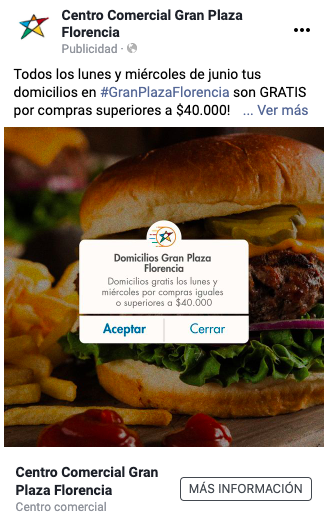 Centro Comercial Gran Plaza
Florencia
Publicidad ·
Todos los lunes y miércoles de junio tus
domicilios en #GranPlazaFlorencia son GRATIS
por compras superiores a $40.000! ... Ver más
Domicilios Gran Plaza
Florencia
Domicilios gratis los lunes y
miércoles por compras iguales
o superiores a $40.000
Aceptar Cerrar
Centro Comercial Gran
Plaza Florencia
Centro comercial
MÁS INFORMACIÓN